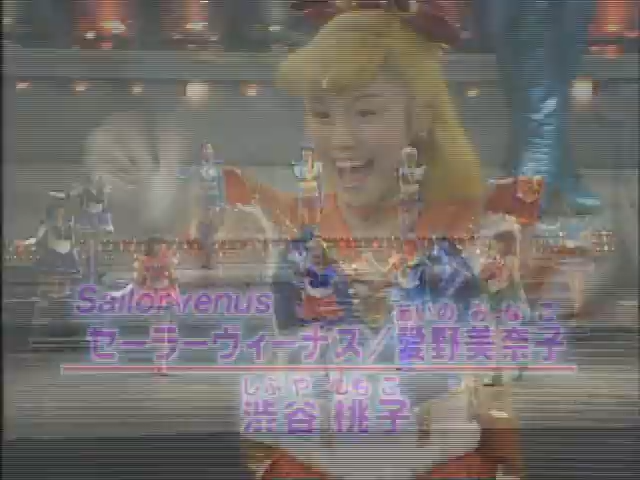 Sailorvenus
あいの みなこ
セーラーウィーナス/愛野美奈子
しぶや ももこ
渋谷 桃子